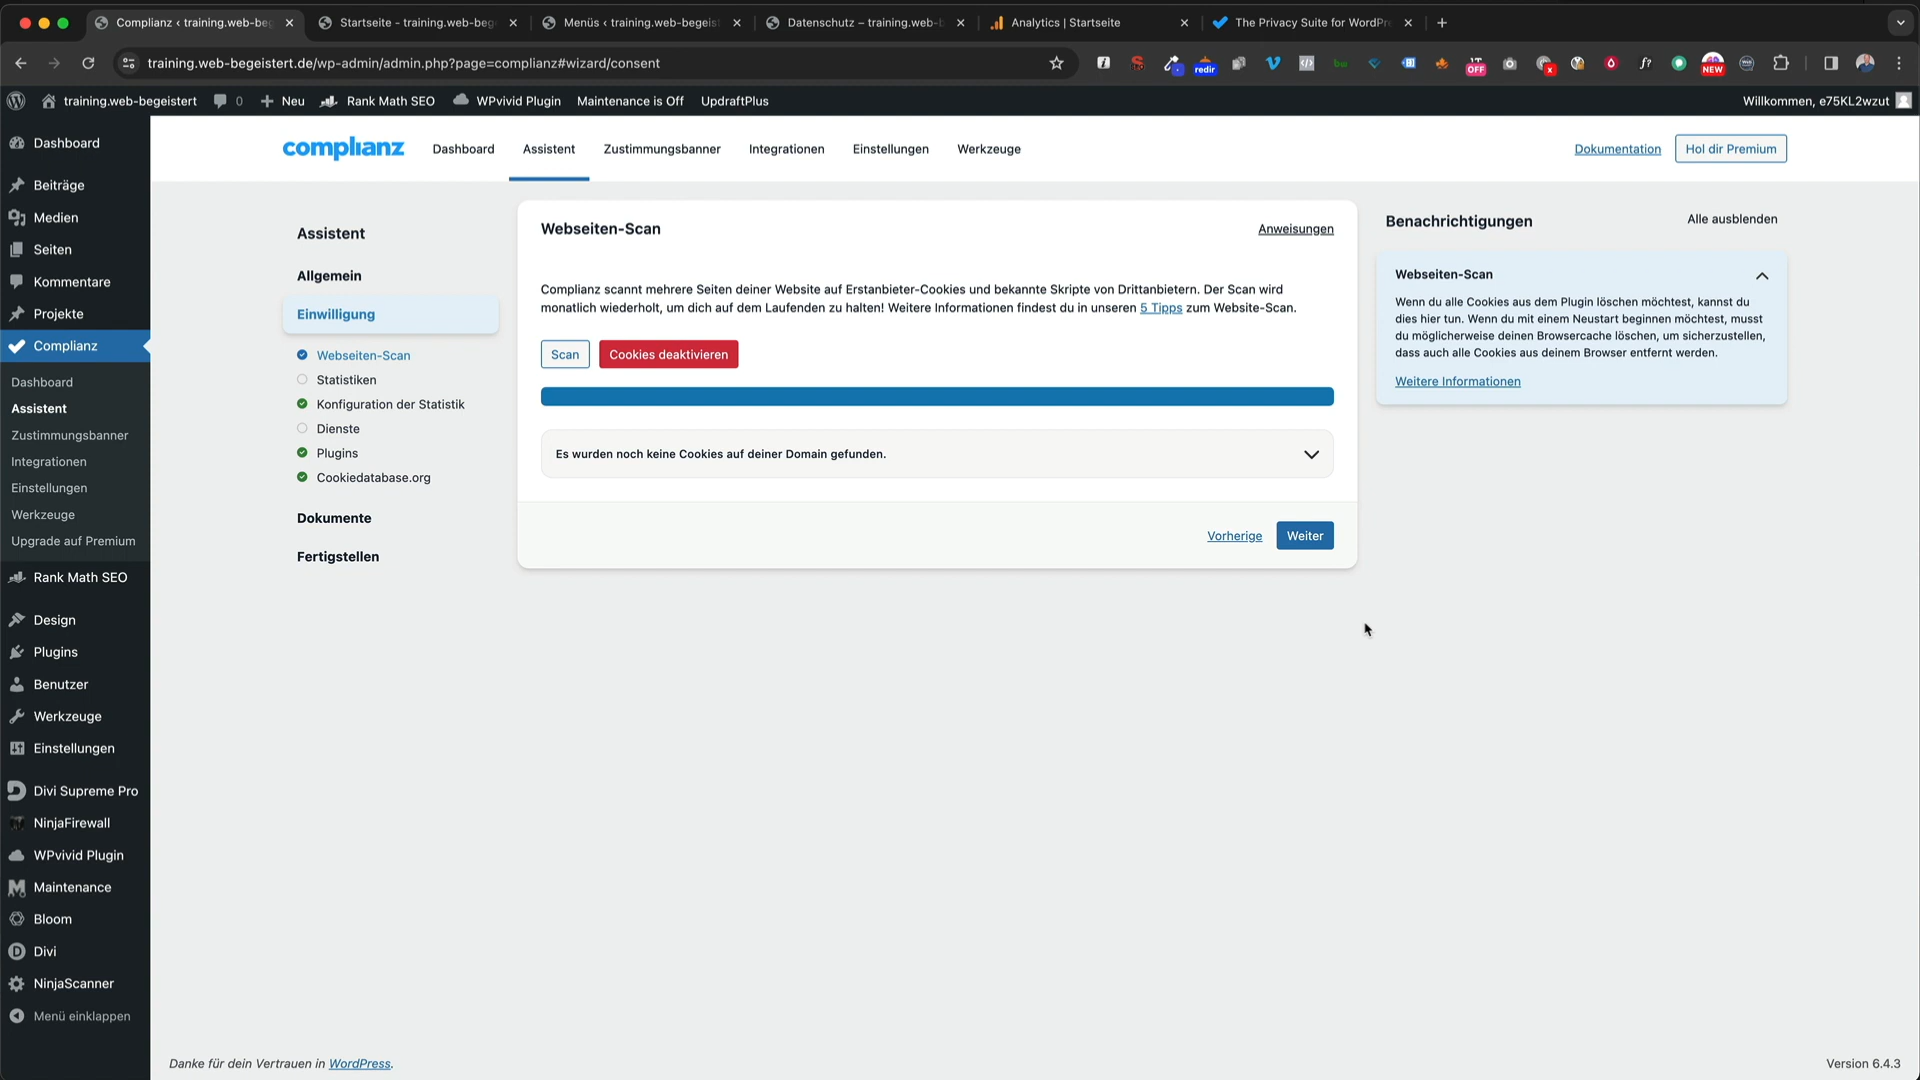 Complianz ‹ training.web-beg
Startseite - training.web-beg
Menüs ‹ training.web-begeist
Datenschutz – training.web-b
Analytics | Startseite
The Privacy Suite for WordPr
training.web-begeistert.de/wp-admin/admin.php?page=complianz#wizard/consent
redir
OFF
x
f?
NEW
training.web-begeistert
0
Neu
Rank Math SEO
WPvivid Plugin
Maintenance is Off
UpdraftPlus
Willkommen, e75KL2wzut
Dashboard
Beiträge
Medien
Seiten
Kommentare
Projekte
Complianz
Dashboard
Assistent
Zustimmungsbanner
Integrationen
Einstellungen
Werkzeuge
Upgrade auf Premium
Rank Math SEO
Design
Plugins
Benutzer
Werkzeuge
Einstellungen
Divi Supreme Pro
NinjaFirewall
WPvivid Plugin
Maintenance
Bloom
Divi
NinjaScanner
Menü einklappen
complianz
Dashboard
Assistent
Zustimmungsbanner
Integrationen
Einstellungen
Werkzeuge
Dokumentation
Hol dir Premium
Assistent
Allgemein
Einwilligung
Webseiten-Scan
Statistiken
Konfiguration der Statistik
Dienste
Plugins
Cookiedatabase.org
Dokumente
Fertigstellen
Webseiten-Scan
Anweisungen
Complianz scannt mehrere Seiten deiner Website auf Erstanbieter-Cookies und bekannte Skripte von Drittanbietern. Der Scan wird
monatlich wiederholt, um dich auf dem Laufenden zu halten! Weitere Informationen findest du in unseren 5 Tipps zum Website-Scan.
Scan
Cookies deaktivieren
Es wurden noch keine Cookies auf deiner Domain gefunden.
Vorherige
Weiter
Benachrichtigungen
Alle ausblenden
Webseiten-Scan
Wenn du alle Cookies aus dem Plugin löschen möchtest, kannst du
dies hier tun. Wenn du mit einem Neustart beginnen möchtest, musst
du möglicherweise deinen Browsercache löschen, um sicherzustellen,
dass auch alle Cookies aus deinem Browser entfernt werden.
Weitere Informationen
Danke für dein Vertrauen in WordPress.
Version 6.4.3